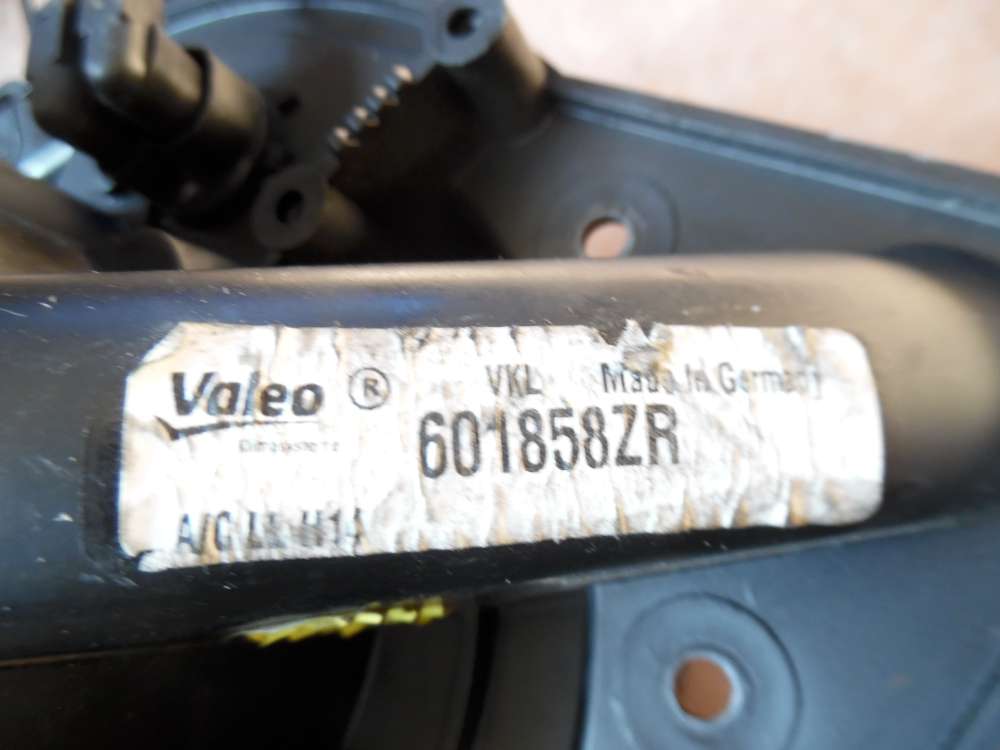 Valeo ® VKL Made In Germany
601858ZR
A/C